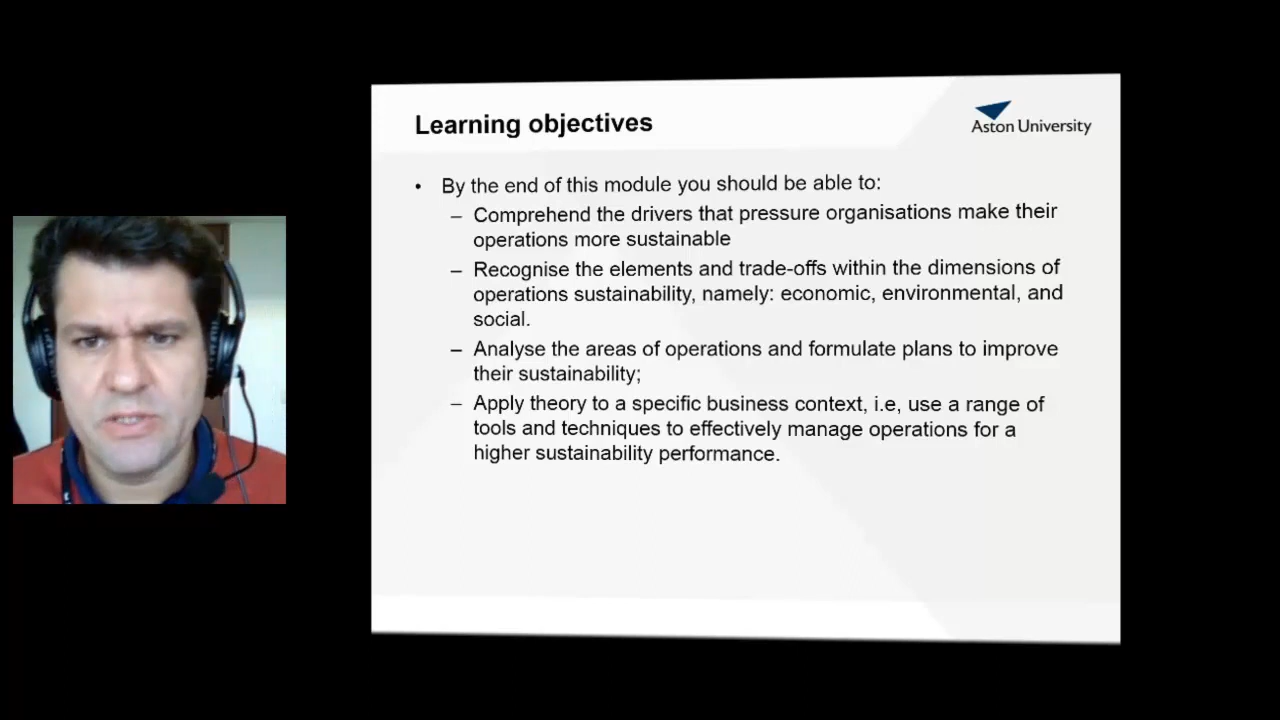 Learning objectives
Aston University
• By the end of this module you should be able to:
– Comprehend the drivers that pressure organisations make their
operations more sustainable
– Recognise the elements and trade-offs within the dimensions of
operations sustainability, namely: economic, environmental, and
social.
– Analyse the areas of operations and formulate plans to improve
their sustainability;
– Apply theory to a specific business context, i.e, use a range of
tools and techniques to effectively manage operations for a
higher sustainability performance.